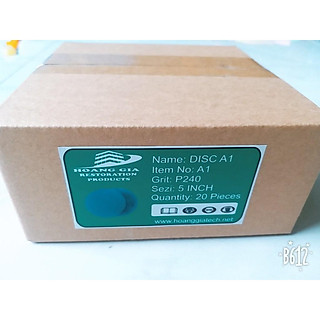 HOANG GIA
RESTORATION
PRODUCTS
Name: DISC A1
Item No: A1
Grit: P240
Sezi: 5 INCH
Quantity: 20 Pieces
www.hoanggiatech.net
B612